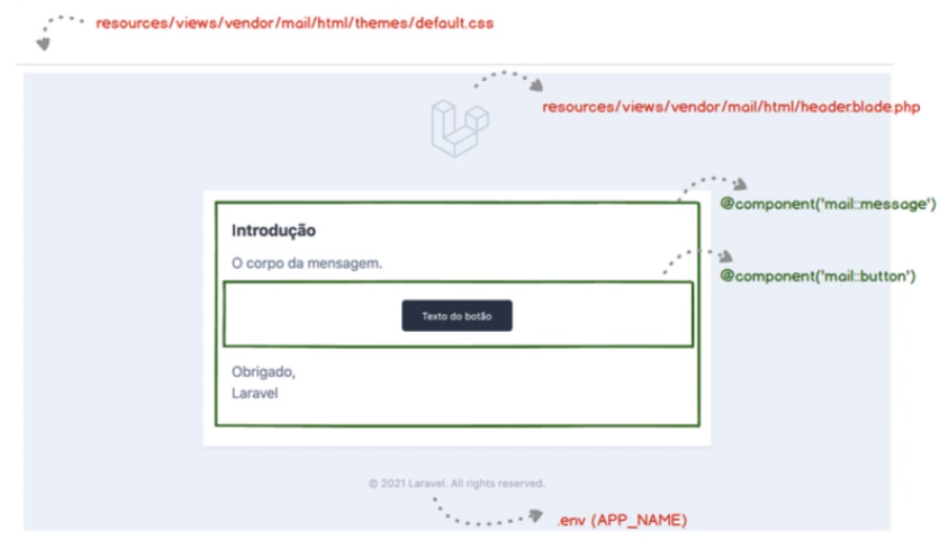 resources/views/vendor/mail/html/themes/default.css
resources/views/vendor/mail/html/header.blade.php
@component('mail::message')
Introdução
O corpo da mensagem.
@component('mail::button')
Texto do botão
Obrigado,
Laravel
© 2021 Laravel. All rights reserved.
.env (APP_NAME)